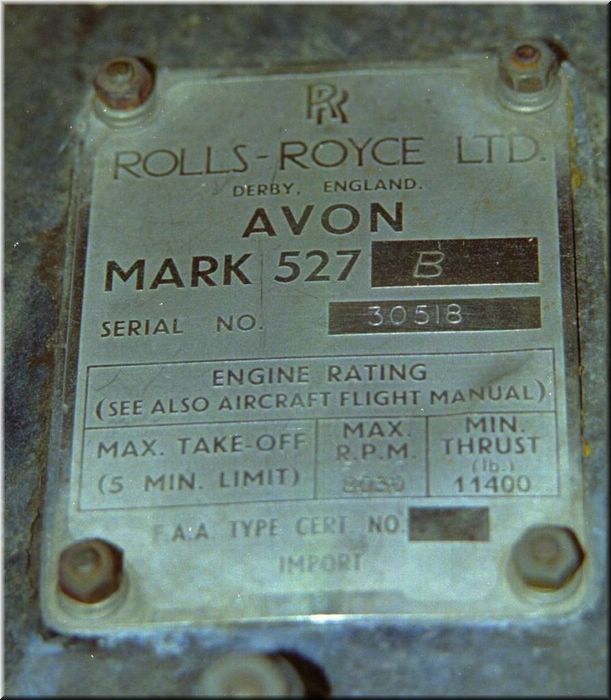 RR
ROLLS-ROYCE LTD.
DERBY, ENGLAND.
AVON
MARK 527 B
SERIAL NO. 30518
ENGINE RATING
(SEE ALSO AIRCRAFT FLIGHT MANUAL)
MAX. TAKE-OFF
(5 MIN. LIMIT)
MAX.
R.P.M.
MIN.
THRUST
(lb.)
11400
F.A.A. TYPE CERT. NO.
IMPORT